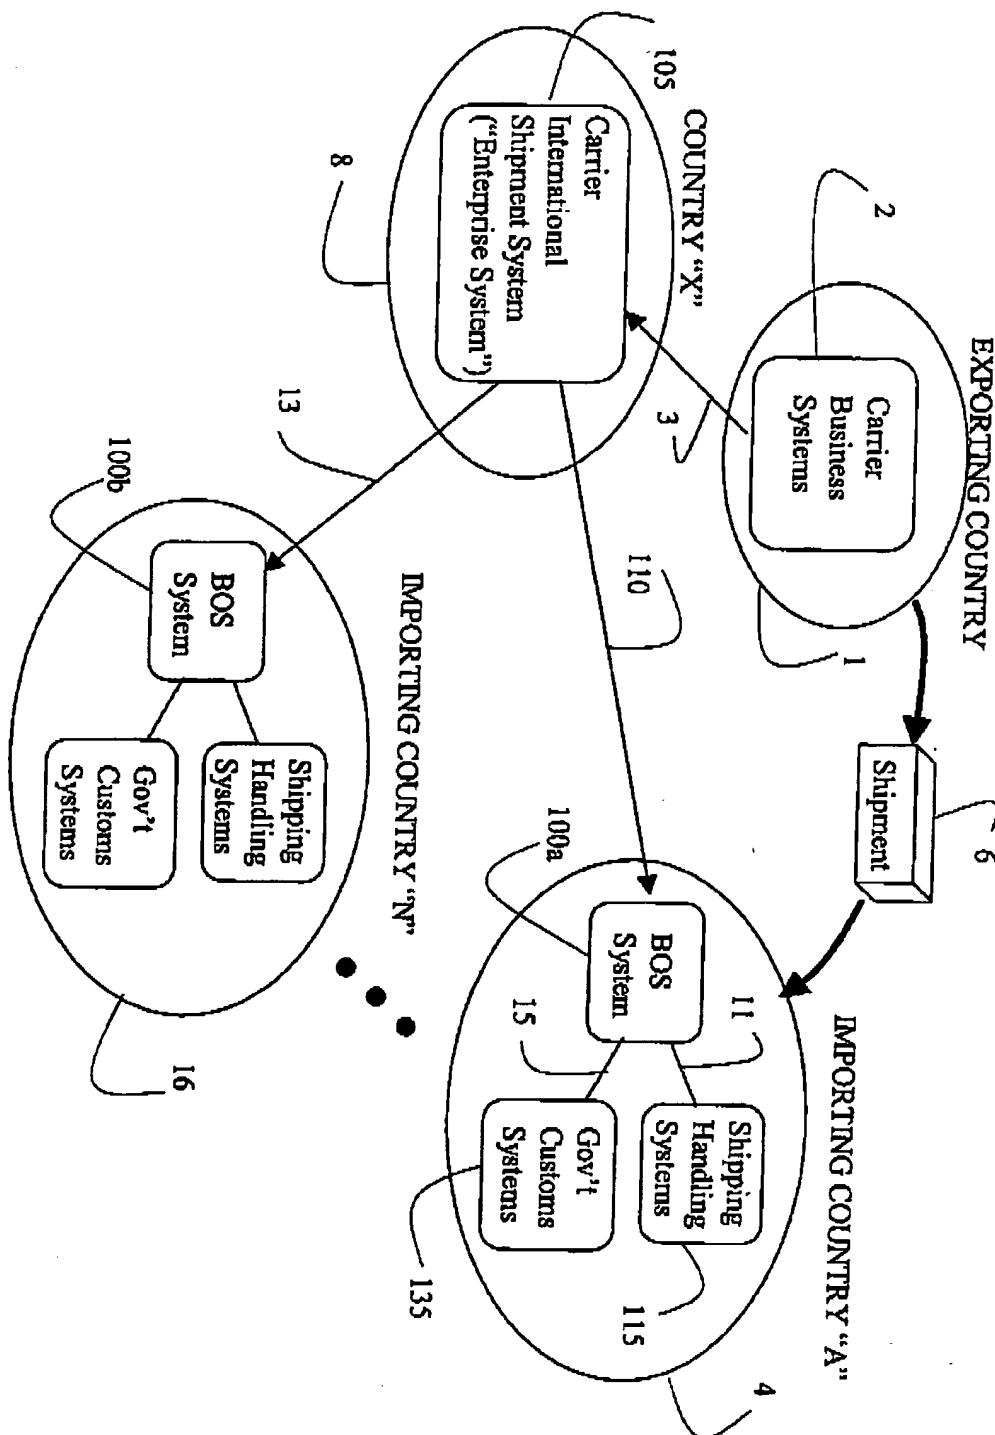 EXPORTING COUNTRY
2
Carrier
Business
Systems
1
3
Shipment
6
COUNTRY "X"
105
Carrier
International
Shipment System
("Enterprise System")
8
110
13
IMPORTING COUNTRY "A"
100a
BOS
System
11
15
Shipping
Handling
Systems
115
Gov't
Customs
Systems
135
4
IMPORTING COUNTRY "N"
100b
BOS
System
Shipping
Handling
Systems
Gov't
Customs
Systems
16